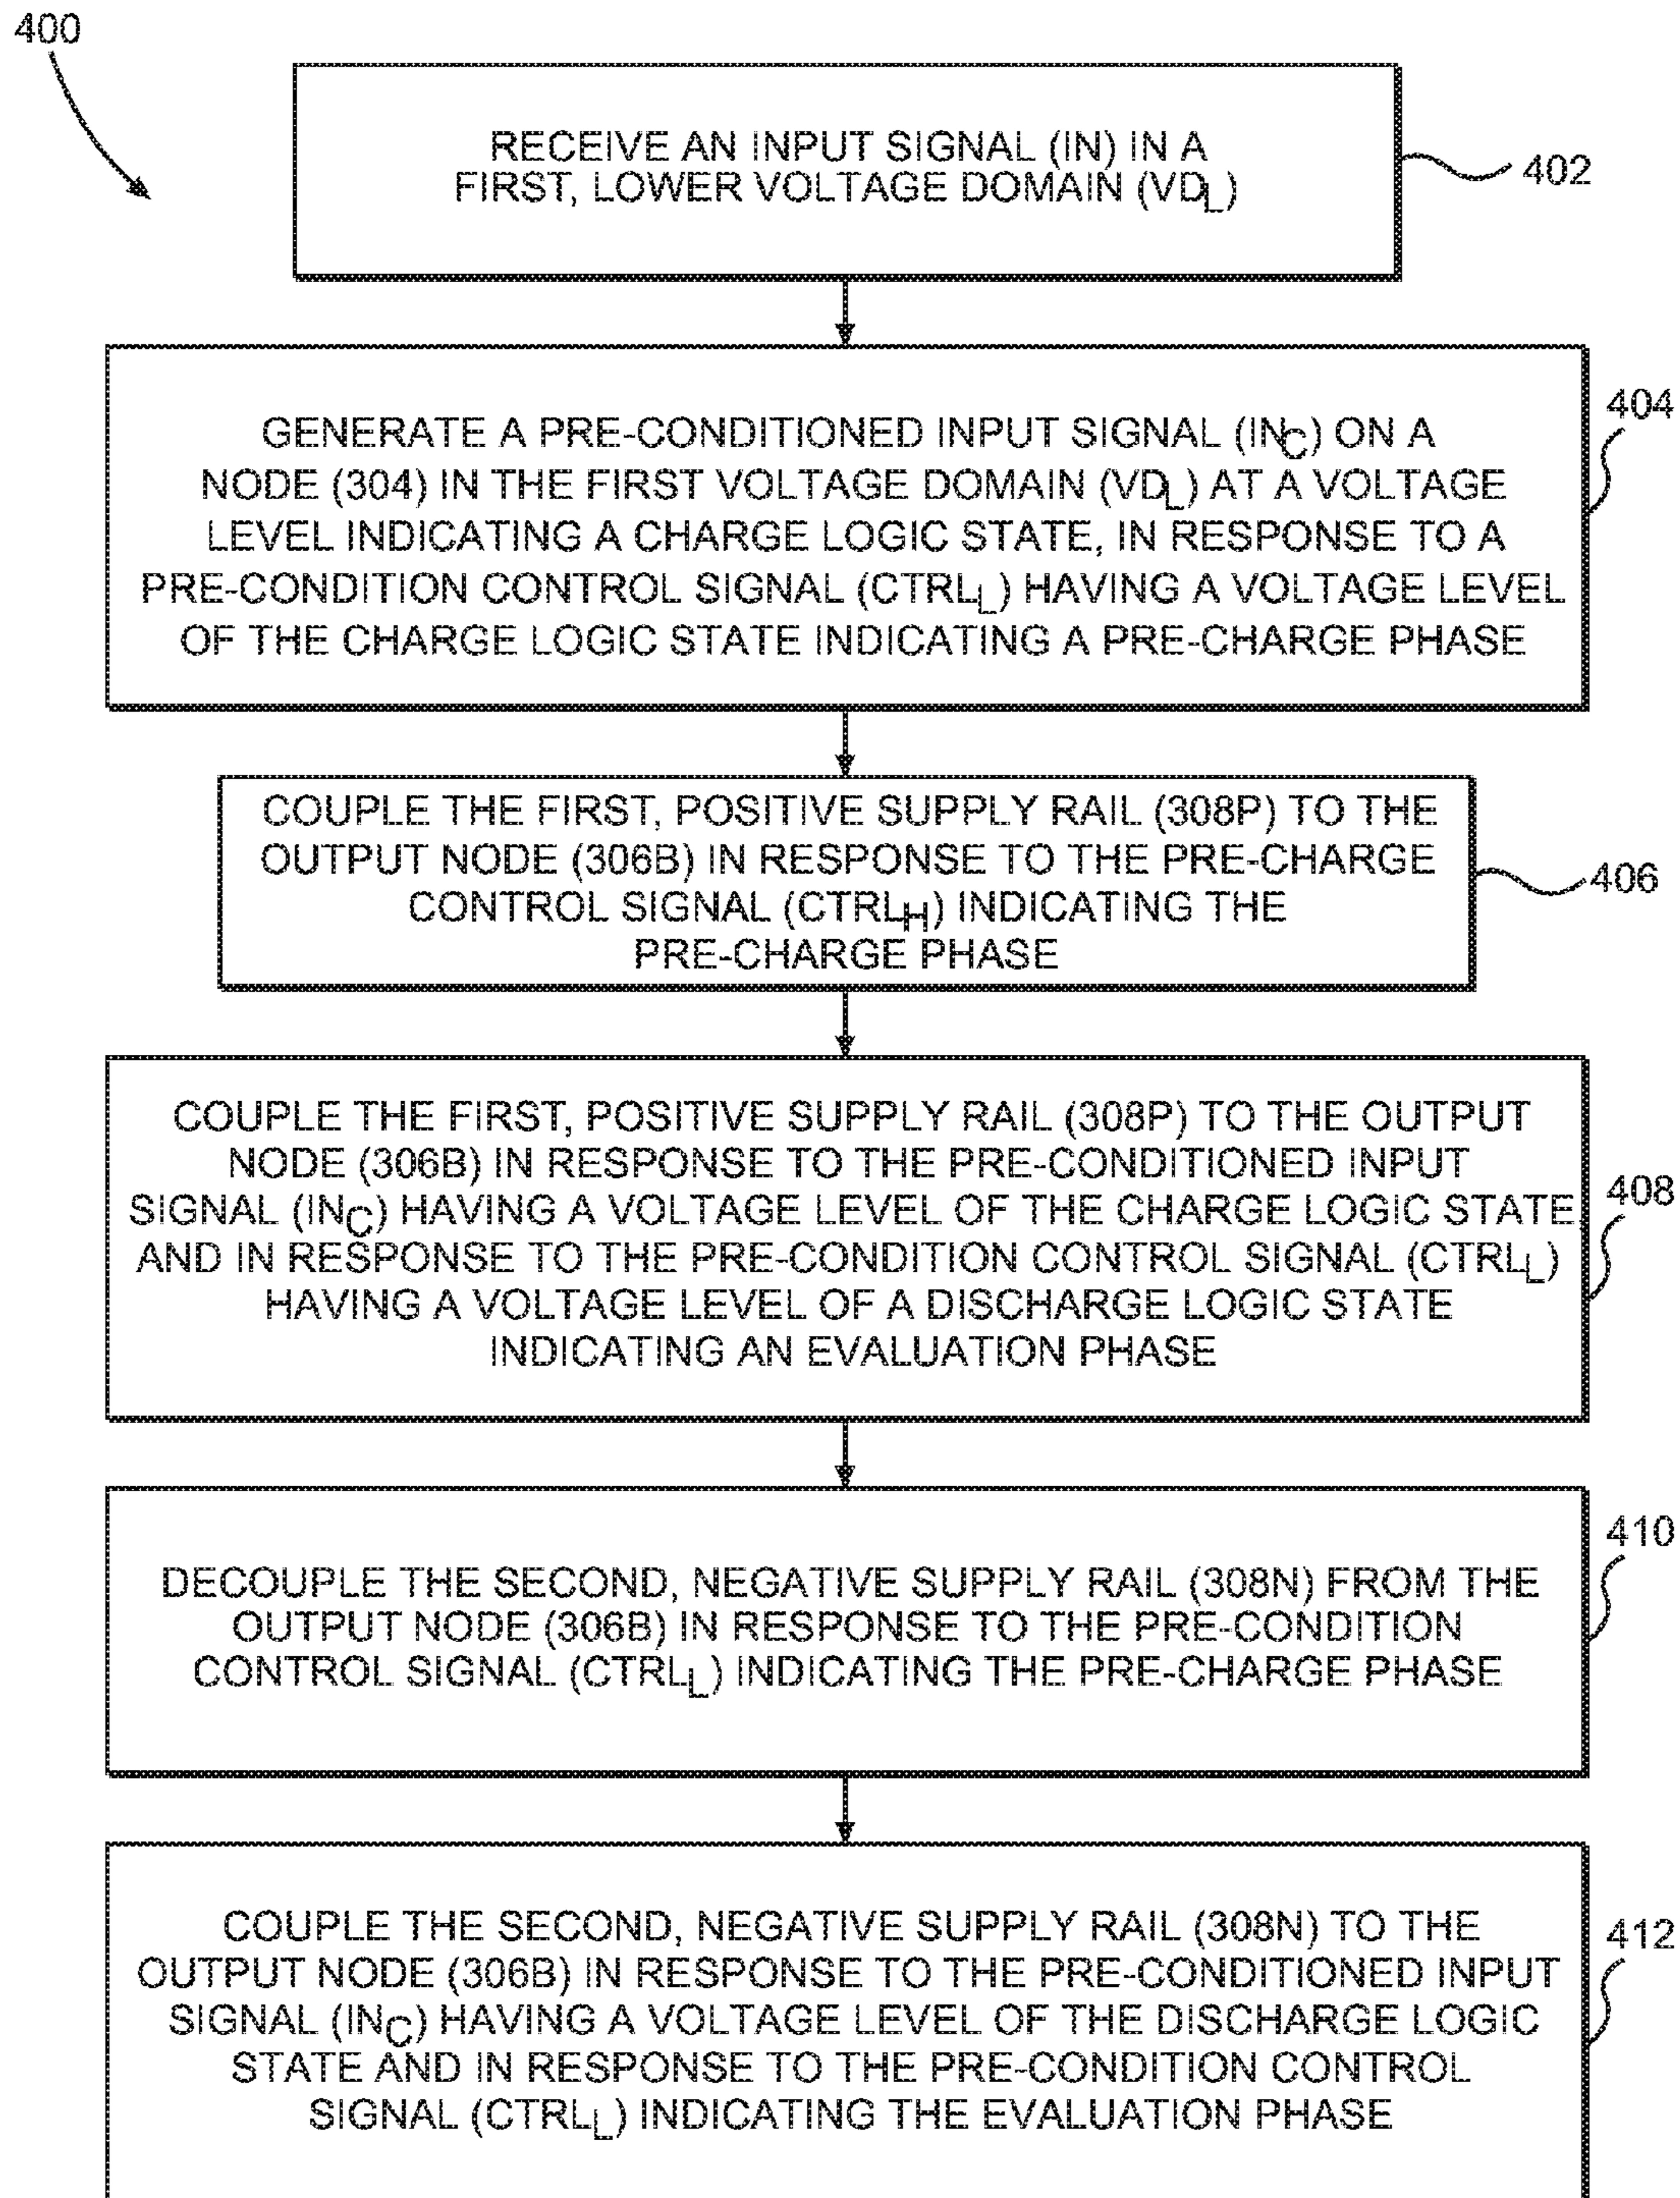 400
RECEIVE AN INPUT SIGNAL (IN) IN A
FIRST, LOWER VOLTAGE DOMAIN (VDL)
402
GENERATE A PRE-CONDITIONED INPUT SIGNAL (INC) ON A
NODE (304) IN THE FIRST VOLTAGE DOMAIN (VDL) AT A VOLTAGE
LEVEL INDICATING A CHARGE LOGIC STATE, IN RESPONSE TO A
PRE-CONDITION CONTROL SIGNAL (CTRLL) HAVING A VOLTAGE LEVEL
OF THE CHARGE LOGIC STATE INDICATING A PRE-CHARGE PHASE
404
COUPLE THE FIRST, POSITIVE SUPPLY RAIL (308P) TO THE
OUTPUT NODE (306B) IN RESPONSE TO THE PRE-CHARGE
CONTROL SIGNAL (CTRLH) INDICATING THE
PRE-CHARGE PHASE
406
COUPLE THE FIRST, POSITIVE SUPPLY RAIL (308P) TO THE OUTPUT
NODE (306B) IN RESPONSE TO THE PRE-CONDITIONED INPUT
SIGNAL (INC) HAVING A VOLTAGE LEVEL OF THE CHARGE LOGIC STATE,
AND IN RESPONSE TO THE PRE-CONDITION CONTROL SIGNAL (CTRLL)
HAVING A VOLTAGE LEVEL OF A DISCHARGE LOGIC STATE
INDICATING AN EVALUATION PHASE
408
DECOUPLE THE SECOND, NEGATIVE SUPPLY RAIL (308N) FROM THE
OUTPUT NODE (306B) IN RESPONSE TO THE PRE-CONDITION
CONTROL SIGNAL (CTRLL) INDICATING THE PRE-CHARGE PHASE
410
COUPLE THE SECOND, NEGATIVE SUPPLY RAIL (308N) TO THE
OUTPUT NODE (306B) IN RESPONSE TO THE PRE-CONDITIONED INPUT
SIGNAL (INC) HAVING A VOLTAGE LEVEL OF THE DISCHARGE LOGIC
STATE AND IN RESPONSE TO THE PRE-CONDITION CONTROL
SIGNAL (CTRLL) INDICATING THE EVALUATION PHASE
412